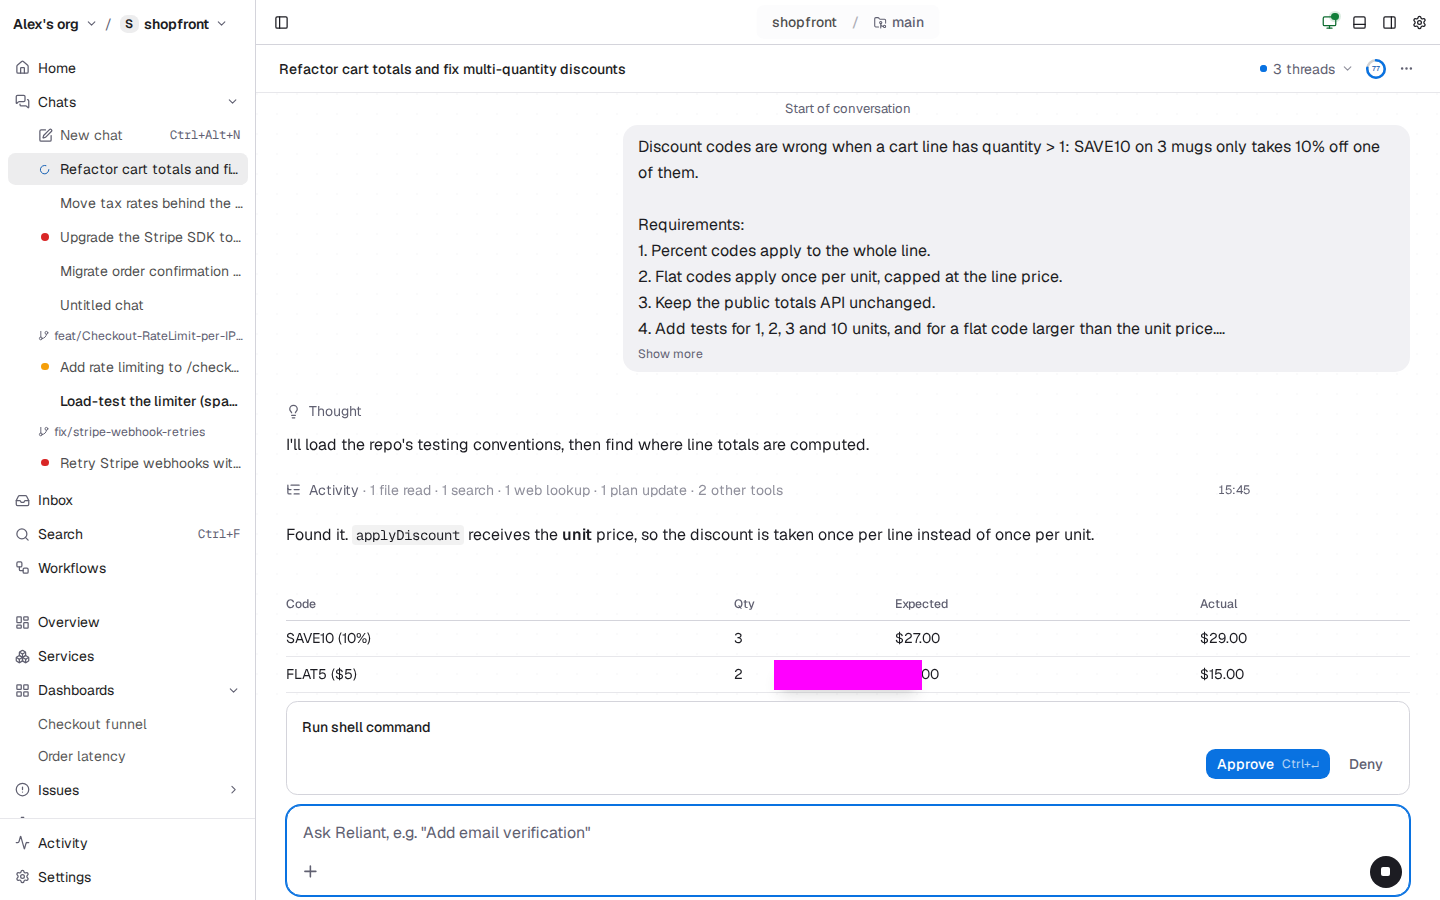 Alex's org / S shopfront
shopfront / main
Home
Chats
New chat Ctrl+Alt+N
Refactor cart totals and fi...
Move tax rates behind the ...
Upgrade the Stripe SDK to...
Migrate order confirmation ...
Untitled chat
feat/Checkout-RateLimit-per-IP...
Add rate limiting to /check...
Load-test the limiter (spa...
fix/stripe-webhook-retries
Retry Stripe webhooks wit...
Inbox
Search Ctrl+F
Workflows
Overview
Services
Dashboards
Checkout funnel
Order latency
Issues
Activity
Settings
Refactor cart totals and fix multi-quantity discounts
3 threads
77
Start of conversation
Discount codes are wrong when a cart line has quantity > 1: SAVE10 on 3 mugs only takes 10% off one
of them.
Requirements:
1. Percent codes apply to the whole line.
2. Flat codes apply once per unit, capped at the line price.
3. Keep the public totals API unchanged.
4. Add tests for 1, 2, 3 and 10 units, and for a flat code larger than the unit price....
Show more
Thought
I'll load the repo's testing conventions, then find where line totals are computed.
Activity · 1 file read · 1 search · 1 web lookup · 1 plan update · 2 other tools 15:45
Found it. applyDiscount receives the unit price, so the discount is taken once per line instead of once per unit.
Code Qty Expected Actual
SAVE10 (10%) 3 $27.00 $29.00
FLAT5 ($5) 2 00 $15.00
Run shell command
Approve Ctrl+↵ Deny
Ask Reliant, e.g. "Add email verification"